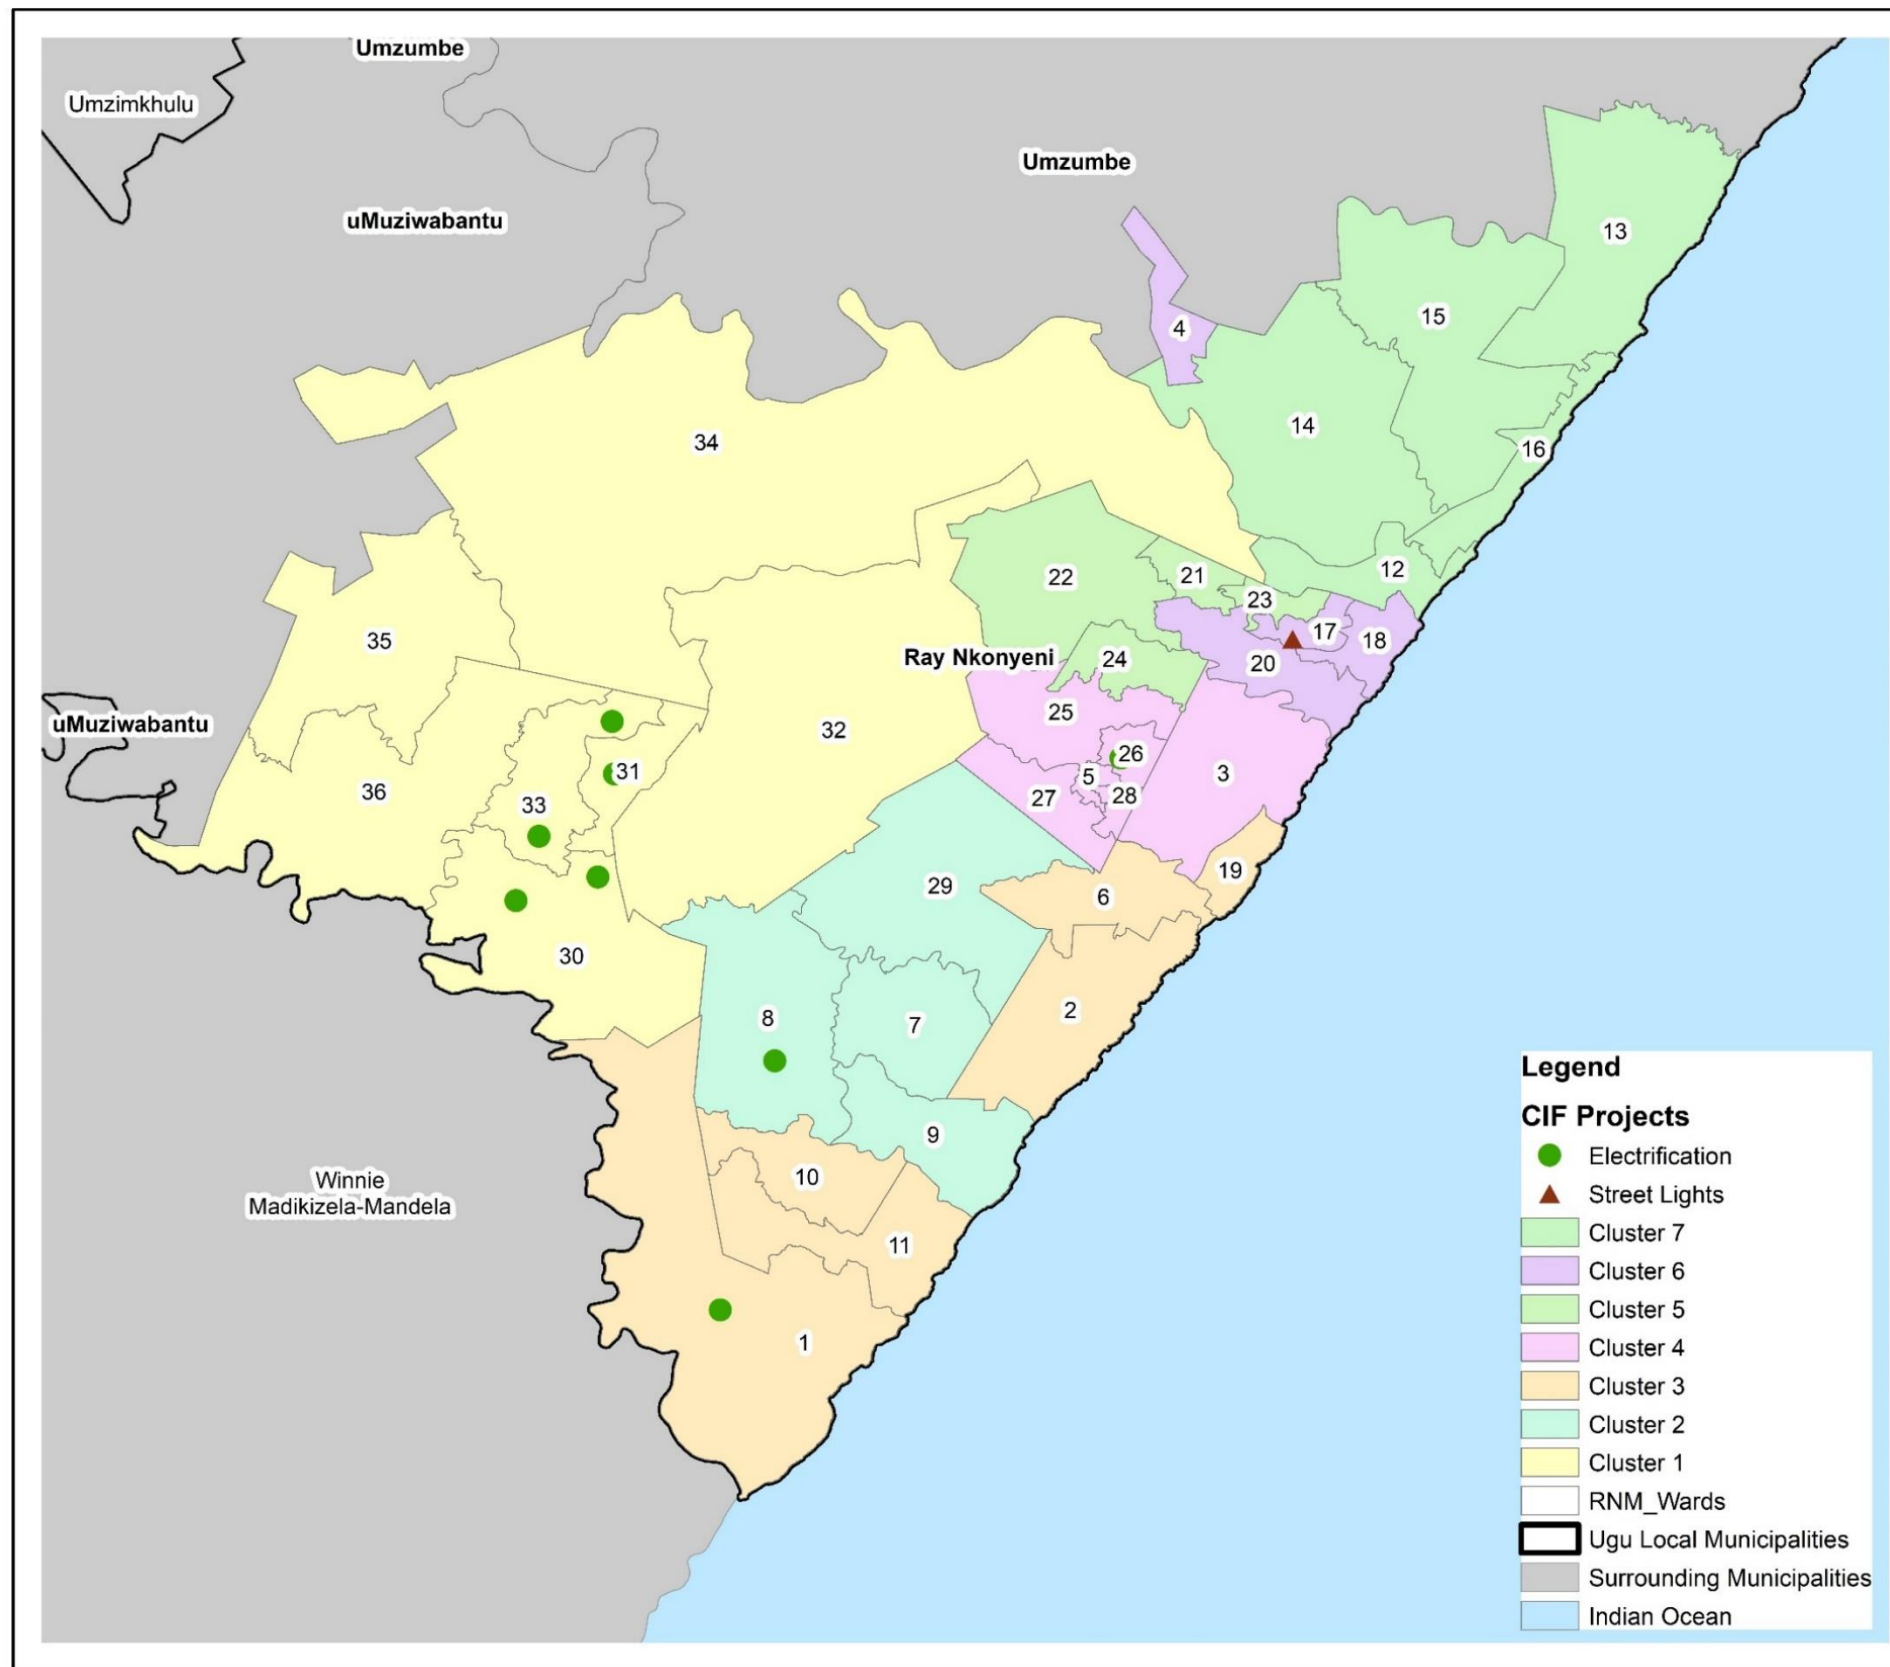 Umzumbe
Umzimkhulu
Umzumbe
uMuziwabantu
13
15
4
34
14
16
12
22
21
23
35
17
18
Ray Nkonyeni
24
20
25
uMuziwabantu
32
26
31
3
5
36
28
27
33
19
29
6
30
2
8
7
9
10
Winnie
Madikizela-Mandela
11
1
Legend
CIF Projects
Electrification
Street Lights
Cluster 7
Cluster 6
Cluster 5
Cluster 4
Cluster 3
Cluster 2
Cluster 1
RNM_Wards
Ugu Local Municipalities
Surrounding Municipalities
Indian Ocean